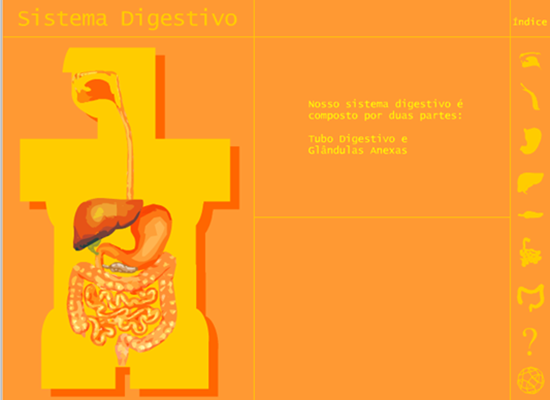 Sistema Digestivo
Índice
Nosso sistema digestivo é
composto por duas partes:
Tubo Digestivo e
Glândulas Anexas
?